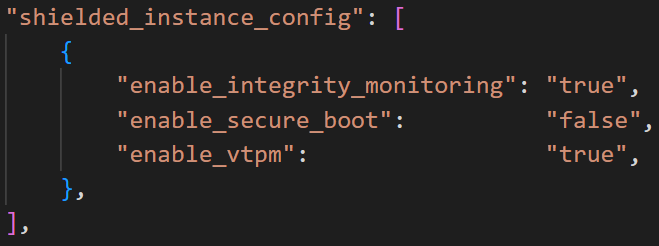 "shielded_instance_config": [
    {
        "enable_integrity_monitoring": "true",
        "enable_secure_boot":          "false",
        "enable_vtpm":                 "true",
    },
],